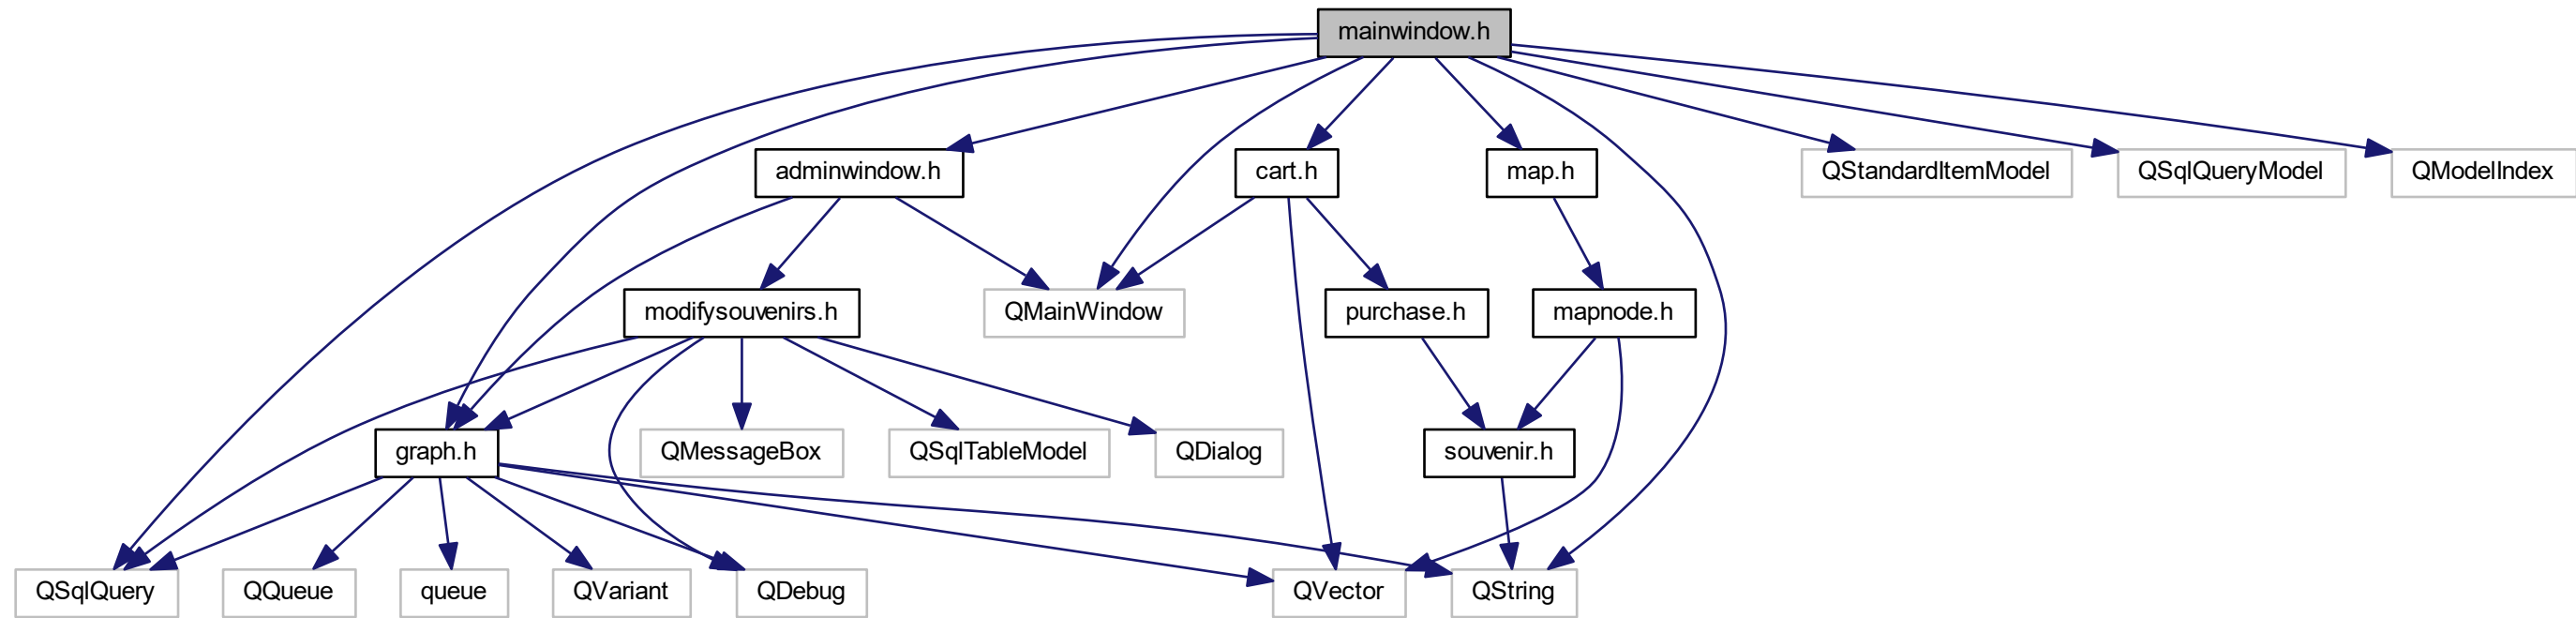 mainwindow.h
adminwindow.h
cart.h
map.h
QStandardItemModel
QSqlQueryModel
QModelIndex
modifysouvenirs.h
QMainWindow
purchase.h
mapnode.h
graph.h
QMessageBox
QSqlTableModel
QDialog
souvenir.h
QSqlQuery
QQueue
queue
QVariant
QDebug
QVector
QString